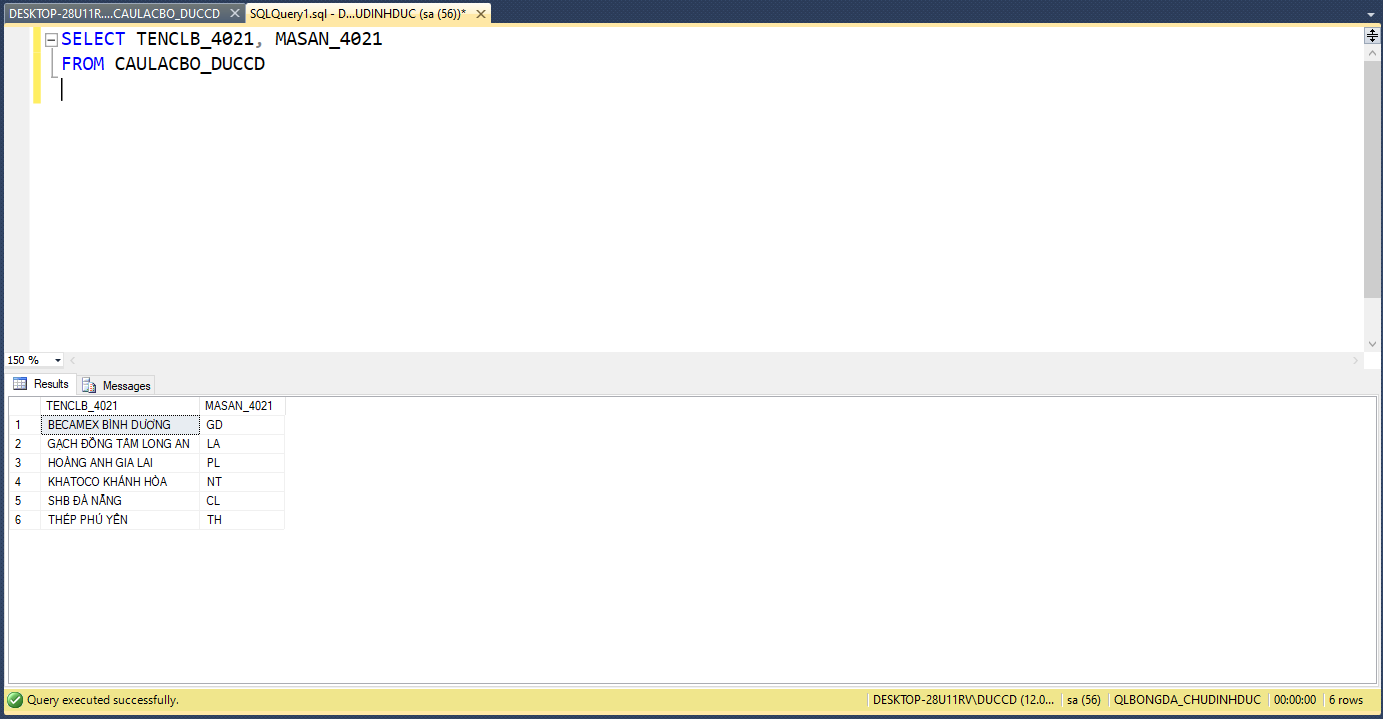 DESKTOP-28U11R....CAULACBO_DUCCD SQLQuery1.sql - D...UDINHDUC (sa (56))*
SELECT TENCLB_4021, MASAN_4021
FROM CAULACBO_DUCCD
150 %
Results Messages
TENCLB_4021 MASAN_4021
1 BECAMEX BÌNH DƯƠNG GD
2 GẠCH ĐỒNG TÂM LONG AN LA
3 HOÀNG ANH GIA LAI PL
4 KHATOCO KHÁNH HÒA NT
5 SHB ĐÀ NẴNG CL
6 THÉP PHÚ YÊN TH
Query executed successfully. DESKTOP-28U11RV\DUCCD (12.0... sa (56) QLBONGDA_CHUDINHDUC 00:00:00 6 rows